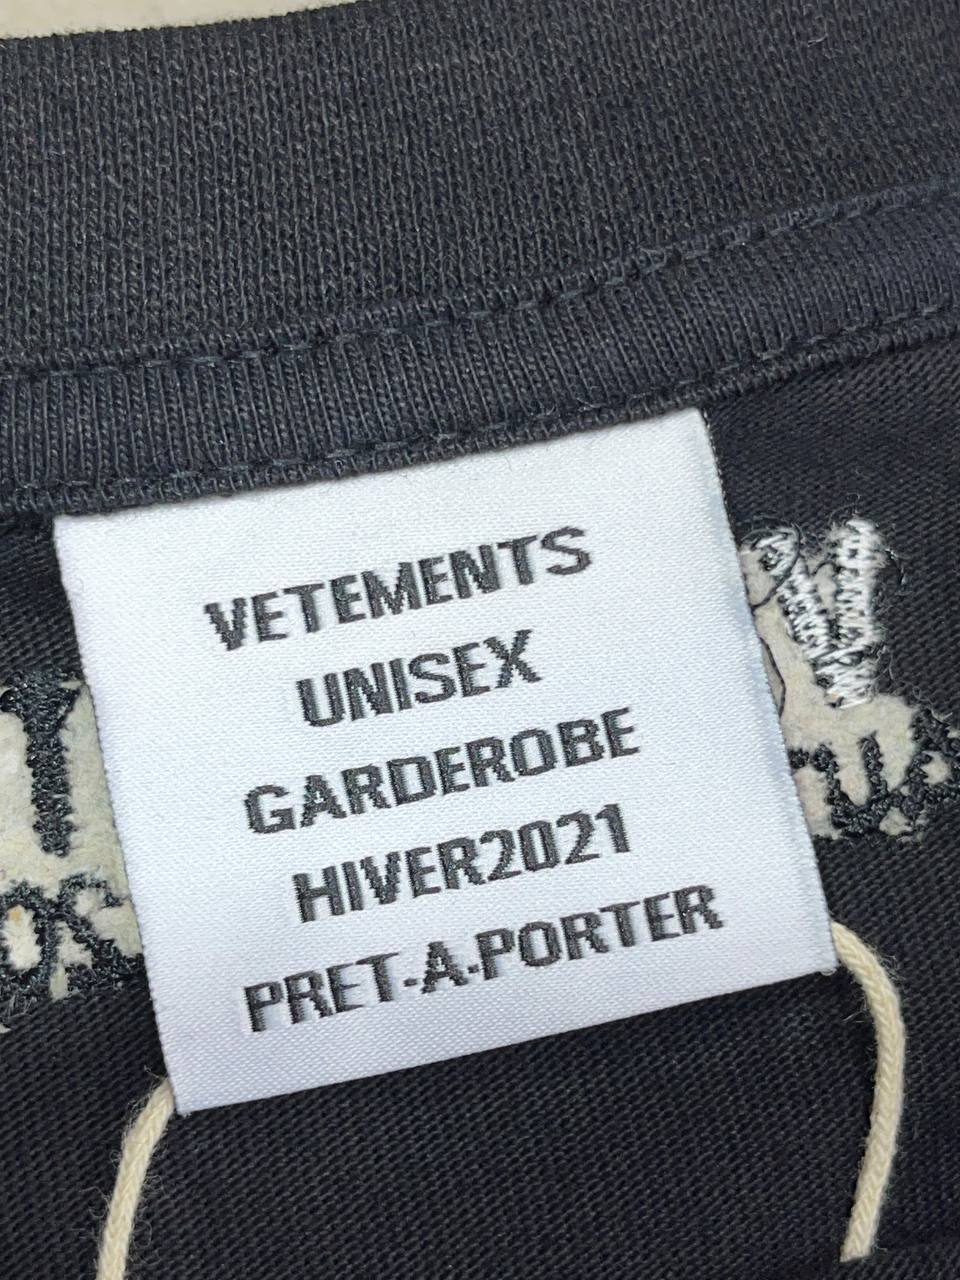 VETEMENTS
UNISEX
GARDEROBE
HIVER2021
PRET-A-PORTER